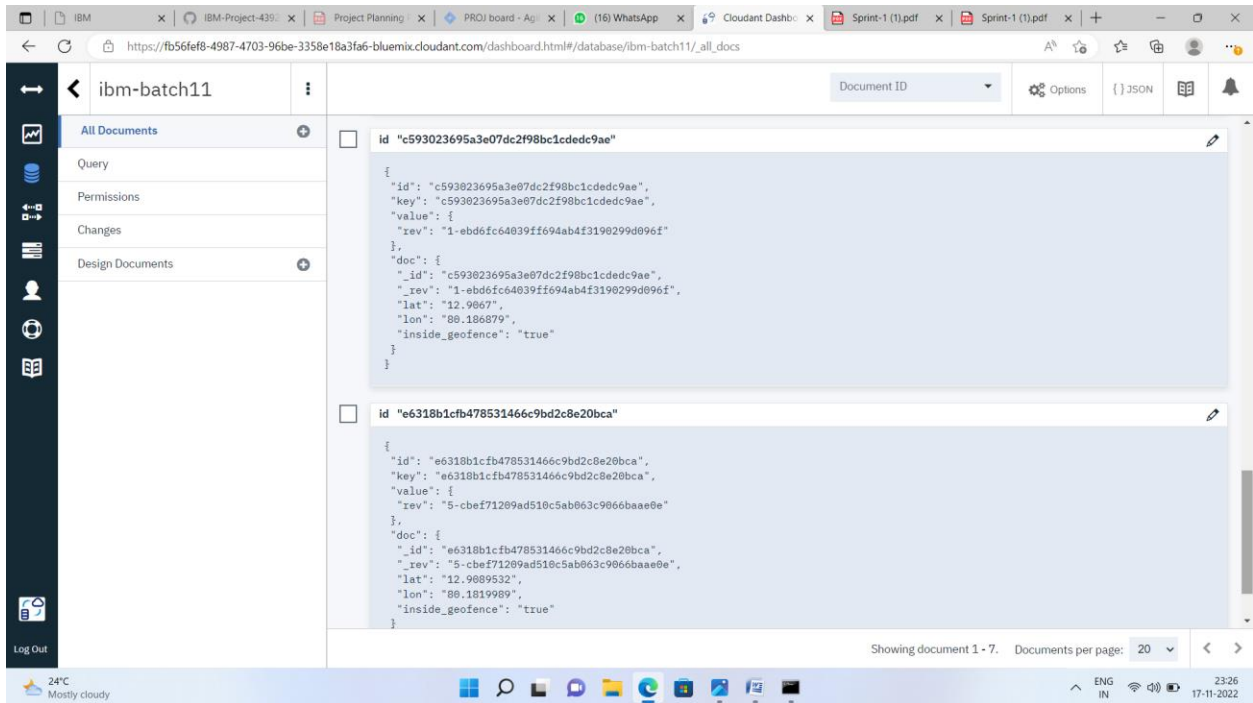 IBM
IBM-Project-439
Project Planning
PROJ board - Ag
(16) WhatsApp
Cloudant Dashbo
Sprint-1 (1).pdf
Sprint-1 (1).pdf
https://fb56fef8-4987-4703-96be-3358e18a3fa6-bluemix.cloudant.com/dashboard.html#/database/ibm-batch11/_all_docs
ibm-batch11
Document ID
Options
{ } JSON
All Documents
Query
Permissions
Changes
Design Documents
id "c593023695a3e07dc2f98bc1cdedc9ae"
{
"id": "c593023695a3e07dc2f98bc1cdedc9ae",
"key": "c593023695a3e07dc2f98bc1cdedc9ae",
"value": {
"rev": "1-ebd6fc64039ff694ab4f3190299d096f"
},
"doc": {
"_id": "c593023695a3e07dc2f98bc1cdedc9ae",
"_rev": "1-ebd6fc64039ff694ab4f3190299d096f",
"lat": "12.9067",
"lon": "80.186879",
"inside_geofence": "true"
}
}
id "e6318b1cfb478531466c9bd2c8e20bca"
{
"id": "e6318b1cfb478531466c9bd2c8e20bca",
"key": "e6318b1cfb478531466c9bd2c8e20bca",
"value": {
"rev": "5-cbef71209ad510c5ab063c9066baae0e"
},
"doc": {
"_id": "e6318b1cfb478531466c9bd2c8e20bca",
"_rev": "5-cbef71209ad510c5ab063c9066baae0e",
"lat": "12.9089532",
"lon": "80.1819989",
"inside_geofence": "true"
}
Log Out
Showing document 1 - 7. Documents per page: 20
24°C
Mostly cloudy
ENG
IN
23:26
17-11-2022